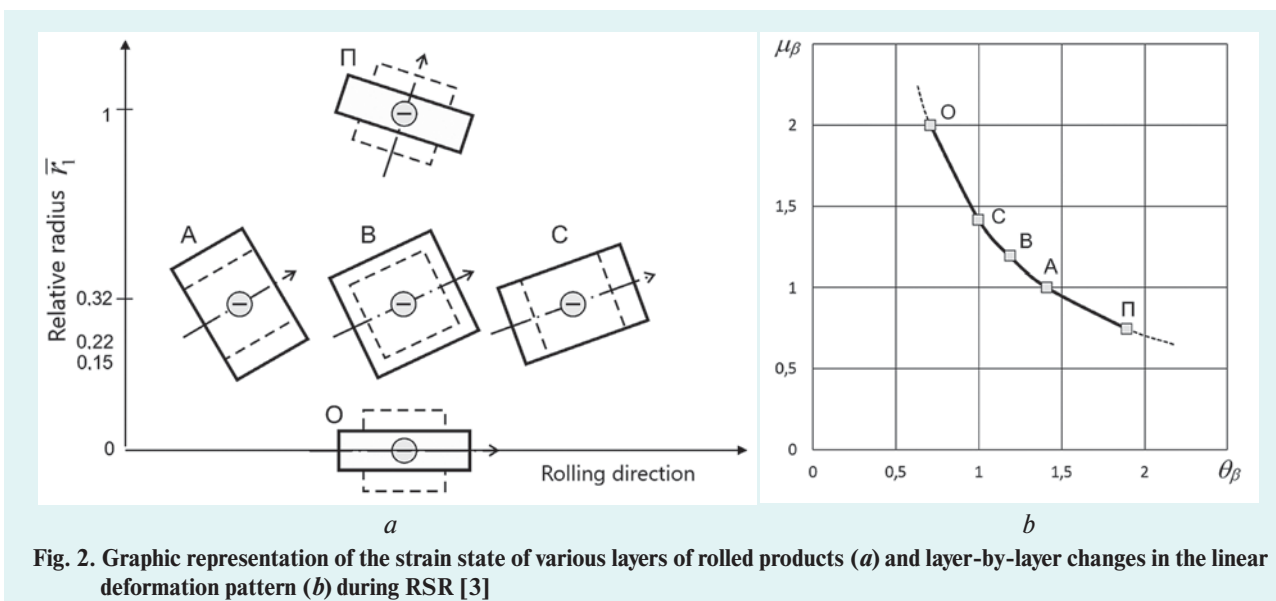 П
1
Relative radius r̅₁
A
B
C
0.32
0.22
0.15
O
0
Rolling direction
a
μβ
2
O
1,5
C
B
A
1
П
0,5
0
0
0,5
1
1,5
2
θβ
b
Fig. 2. Graphic representation of the strain state of various layers of rolled products (a) and layer-by-layer changes in the linear
deformation pattern (b) during RSR [3]